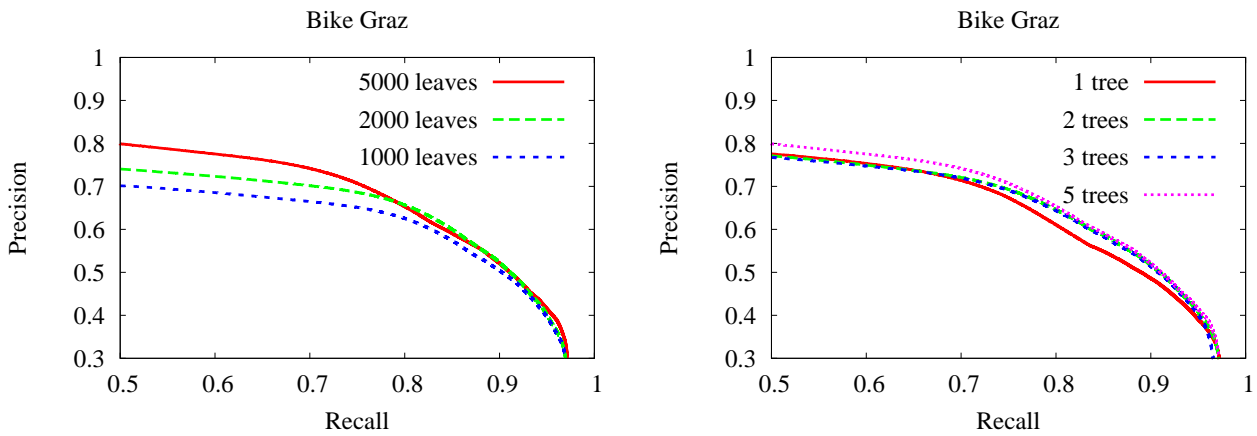 Bike Graz
Precision
1
0.9
0.8
0.7
0.6
0.5
0.4
0.3
5000 leaves
2000 leaves
1000 leaves
0.5 0.6 0.7 0.8 0.9 1
Recall
Bike Graz
Precision
1
0.9
0.8
0.7
0.6
0.5
0.4
0.3
1 tree
2 trees
3 trees
5 trees
0.5 0.6 0.7 0.8 0.9 1
Recall